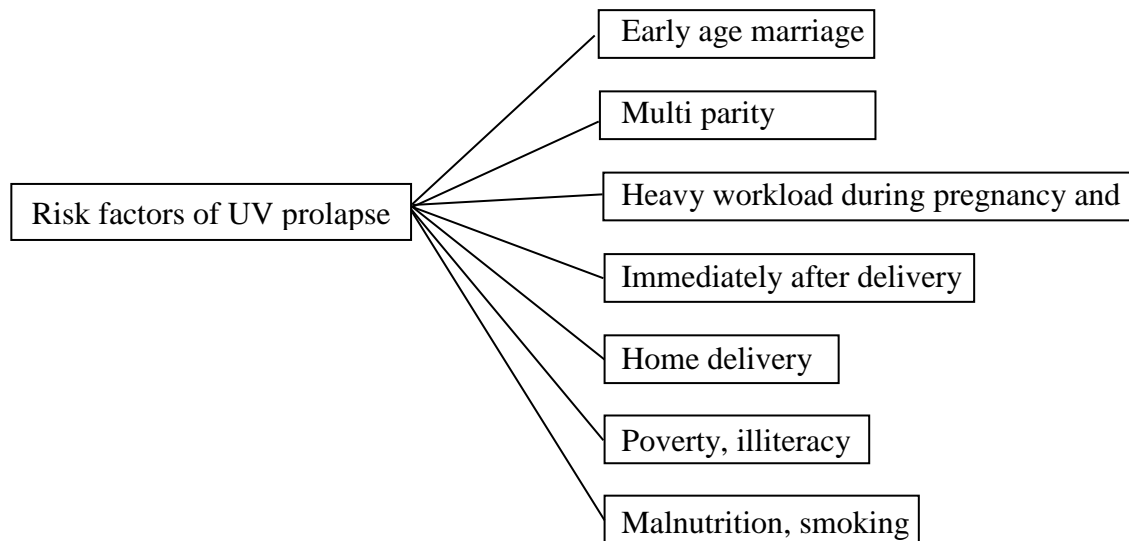 Early age marriage
Multi parity
Heavy workload during pregnancy and
Risk factors of UV prolapse
Immediately after delivery
Home delivery
Poverty, illiteracy
Malnutrition, smoking